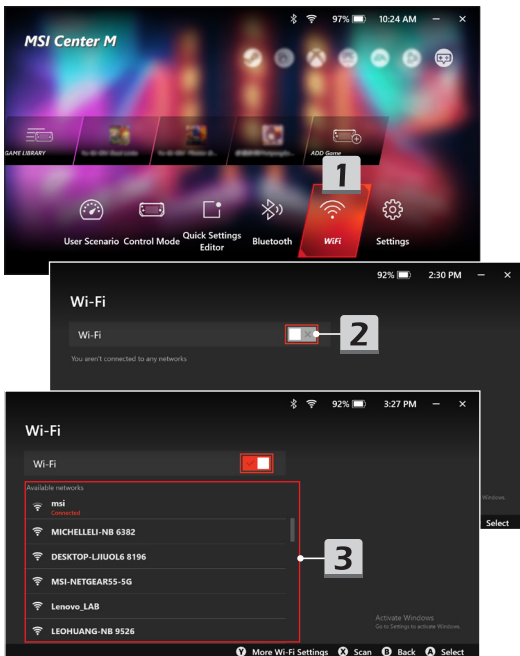 97% 10:24 AM
MSI Center M
GAME LIBRARY
ADD Game
1
User Scenario Control Mode Quick Settings Editor Bluetooth WiFi Settings
92% 2:30 PM
Wi-Fi
Wi-Fi
2
You aren't connected to any networks
92% 3:27 PM
Wi-Fi
Wi-Fi
Available networks
msi
Connected
MICHELLELI-NB 6382
DESKTOP-LJIUOL6 8196
3
MSI-NETGEAR55-5G
Lenovo_LAB
LEOHUANG-NB 9526
Activate Windows
Go to Settings to activate Windows.
Y More Wi-Fi Settings X Scan B Back A Select
Windows.
Select